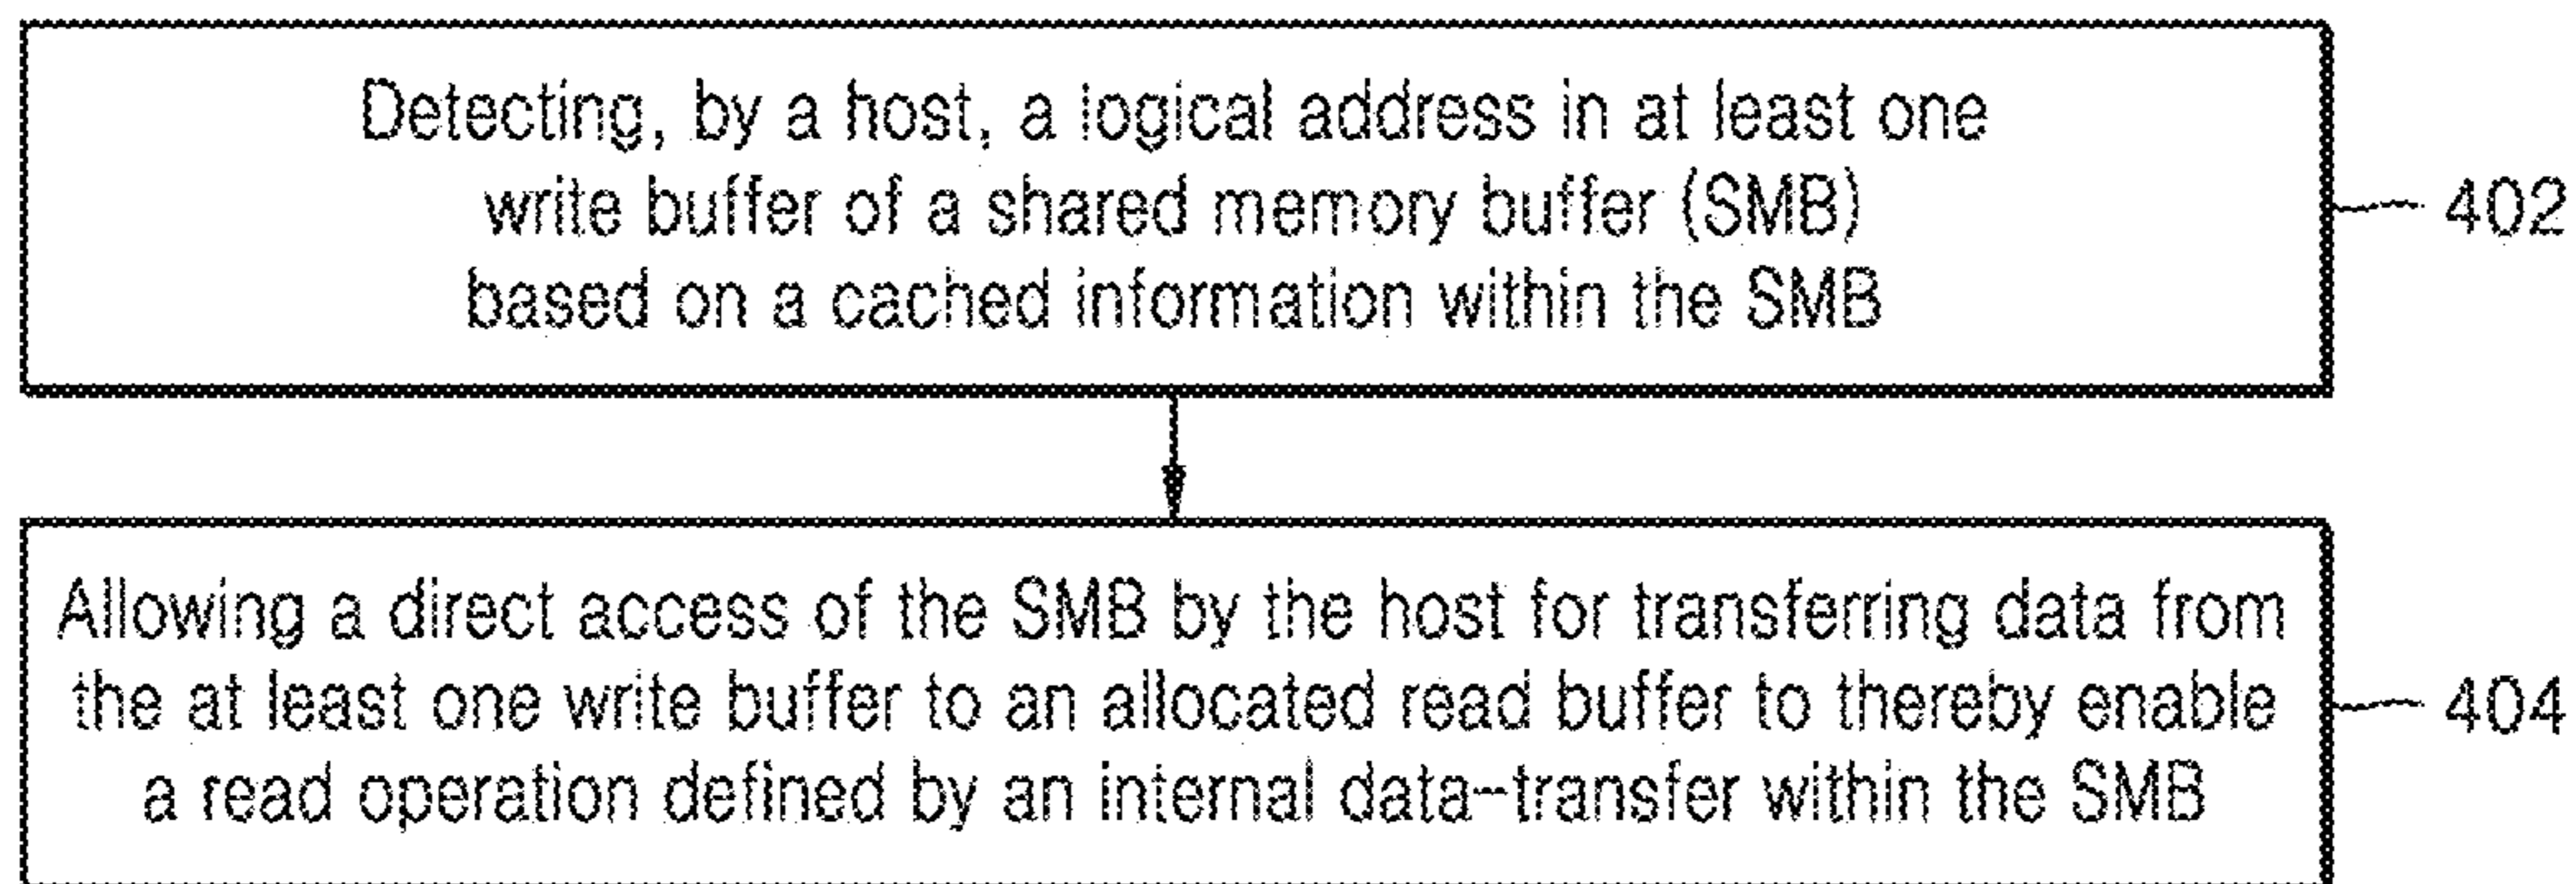 Detecting, by a host, a logical address in at least one
write buffer of a shared memory buffer (SMB)
based on a cached information within the SMB
402
Allowing a direct access of the SMB by the host for transferring data from
the at least one write buffer to an allocated read buffer to thereby enable
a read operation defined by an internal data-transfer within the SMB
404